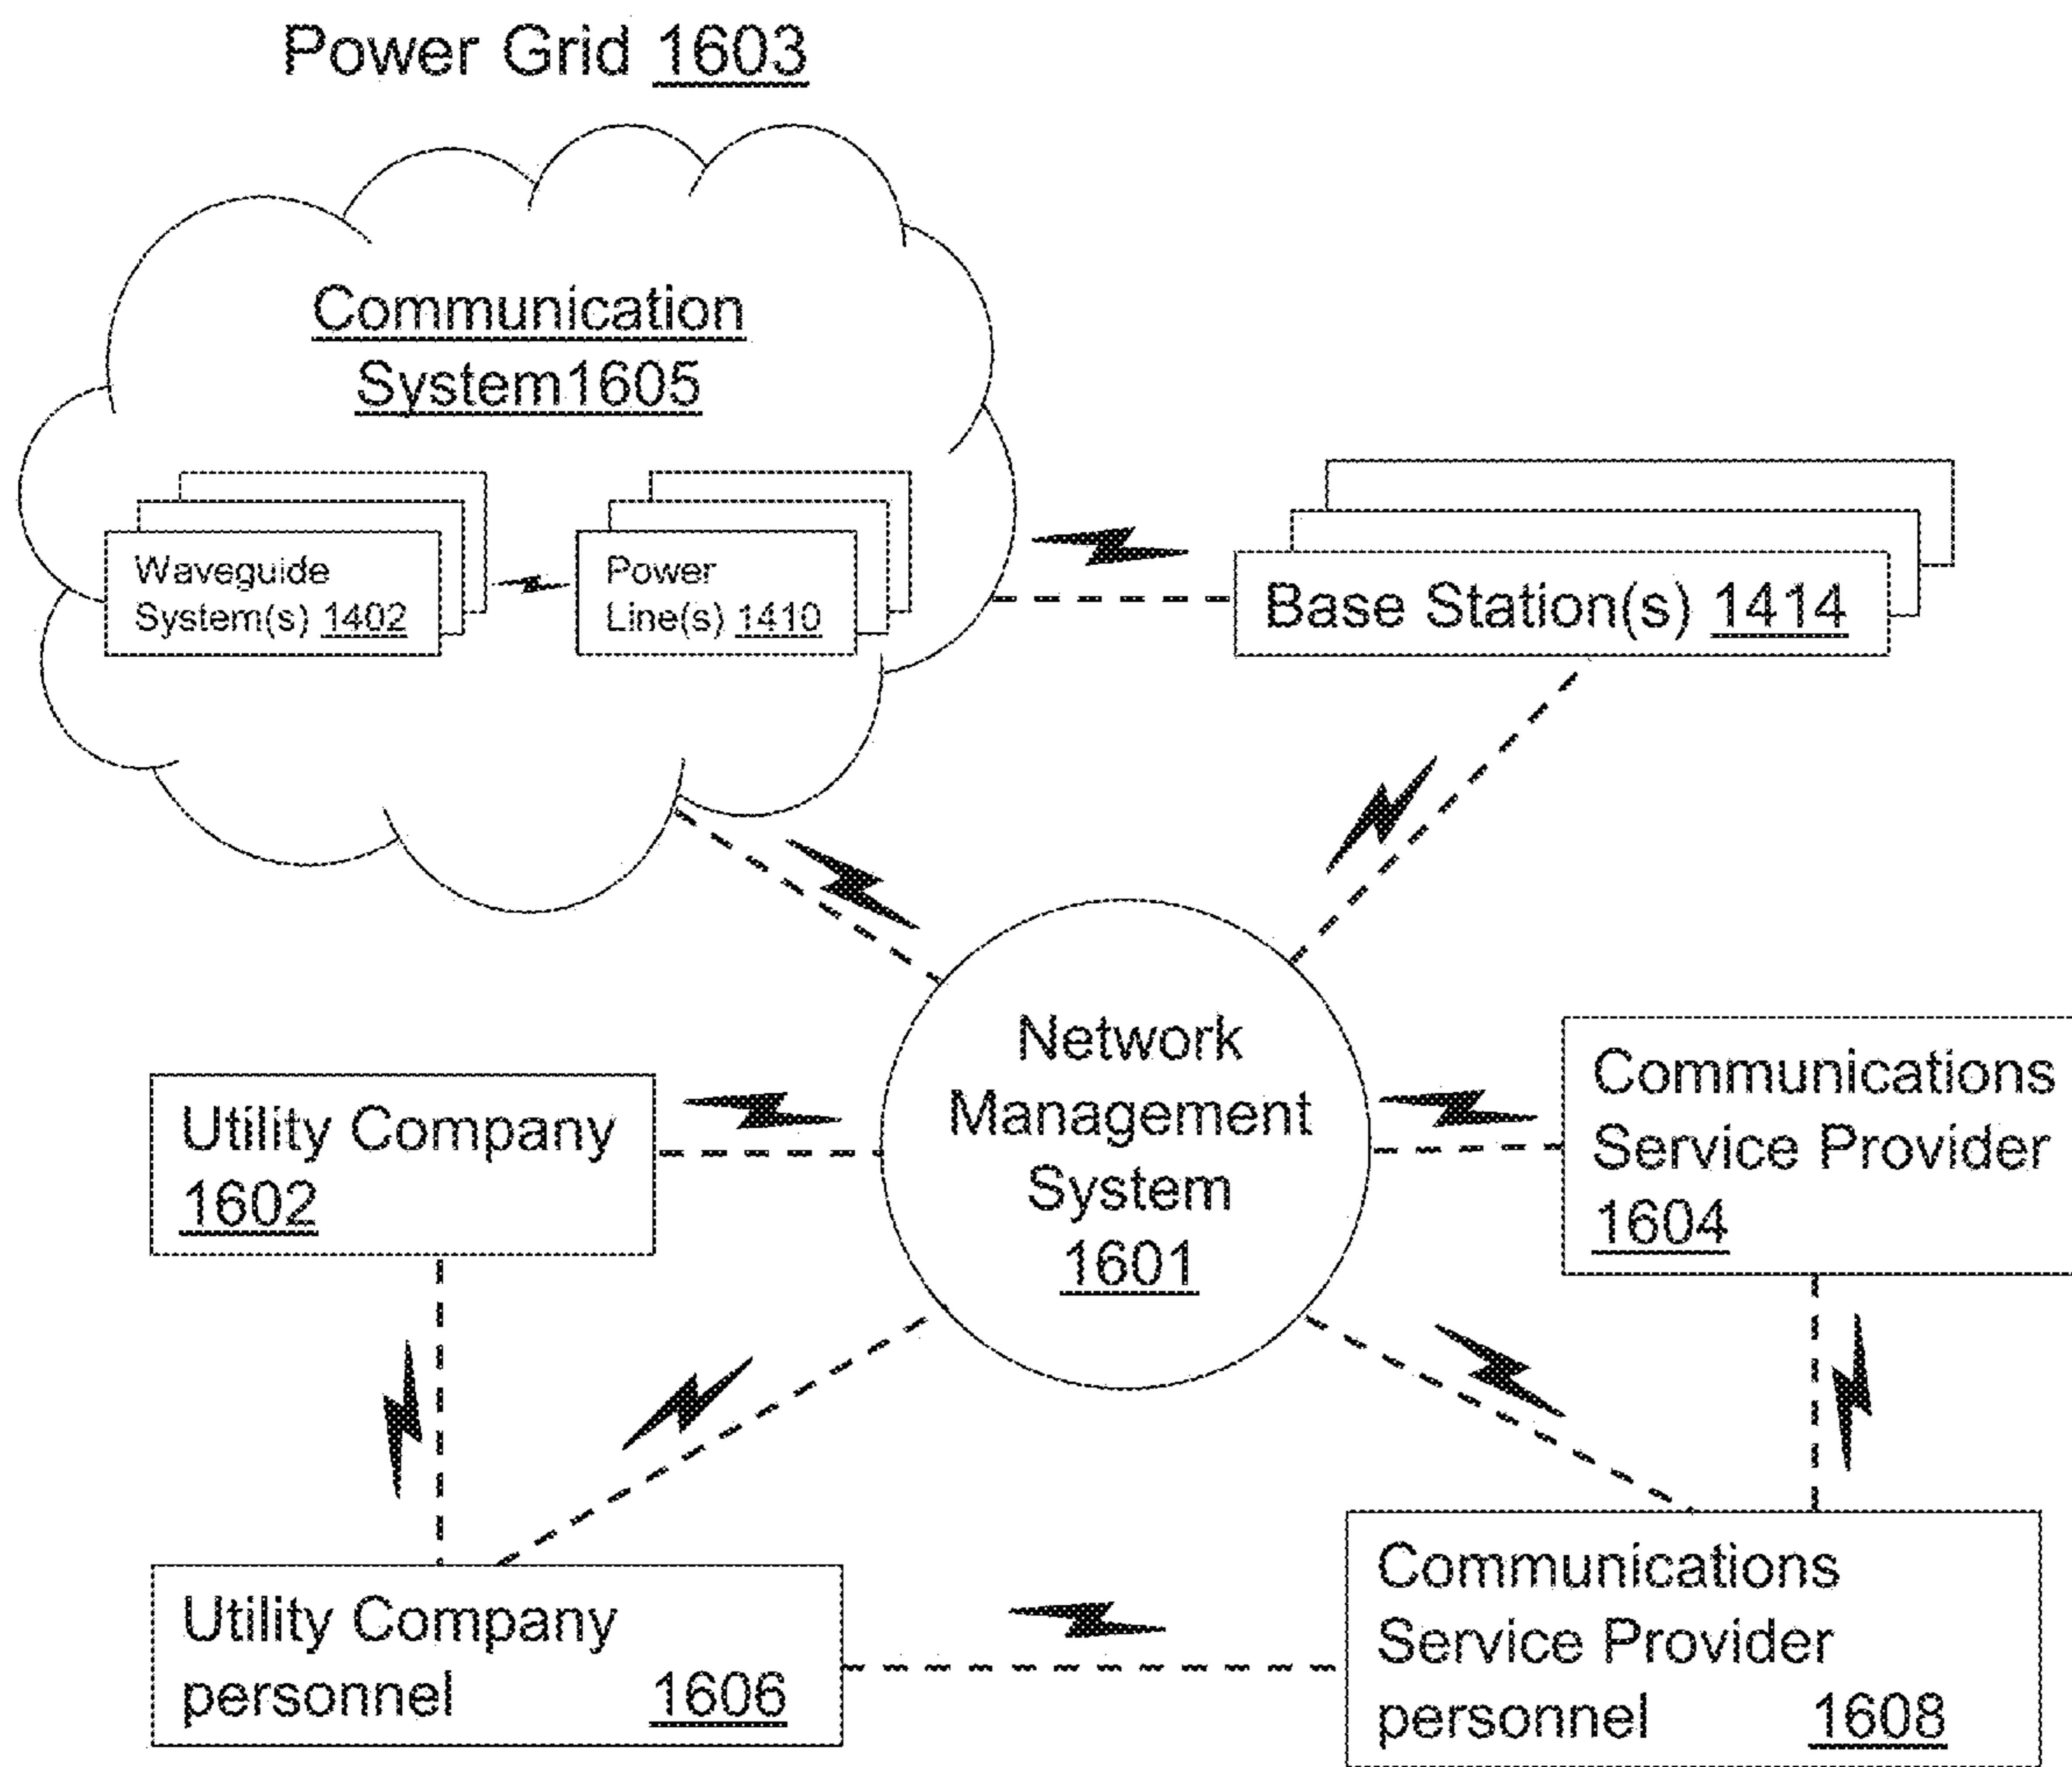 Power Grid 1603
Communication
System1605
Waveguide
System(s) 1402
Power
Line(s) 1410
Base Station(s) 1414
Network
Management
System
1601
Utility Company
1602
Communications
Service Provider
1604
Utility Company
personnel 1606
Communications
Service Provider
personnel 1608